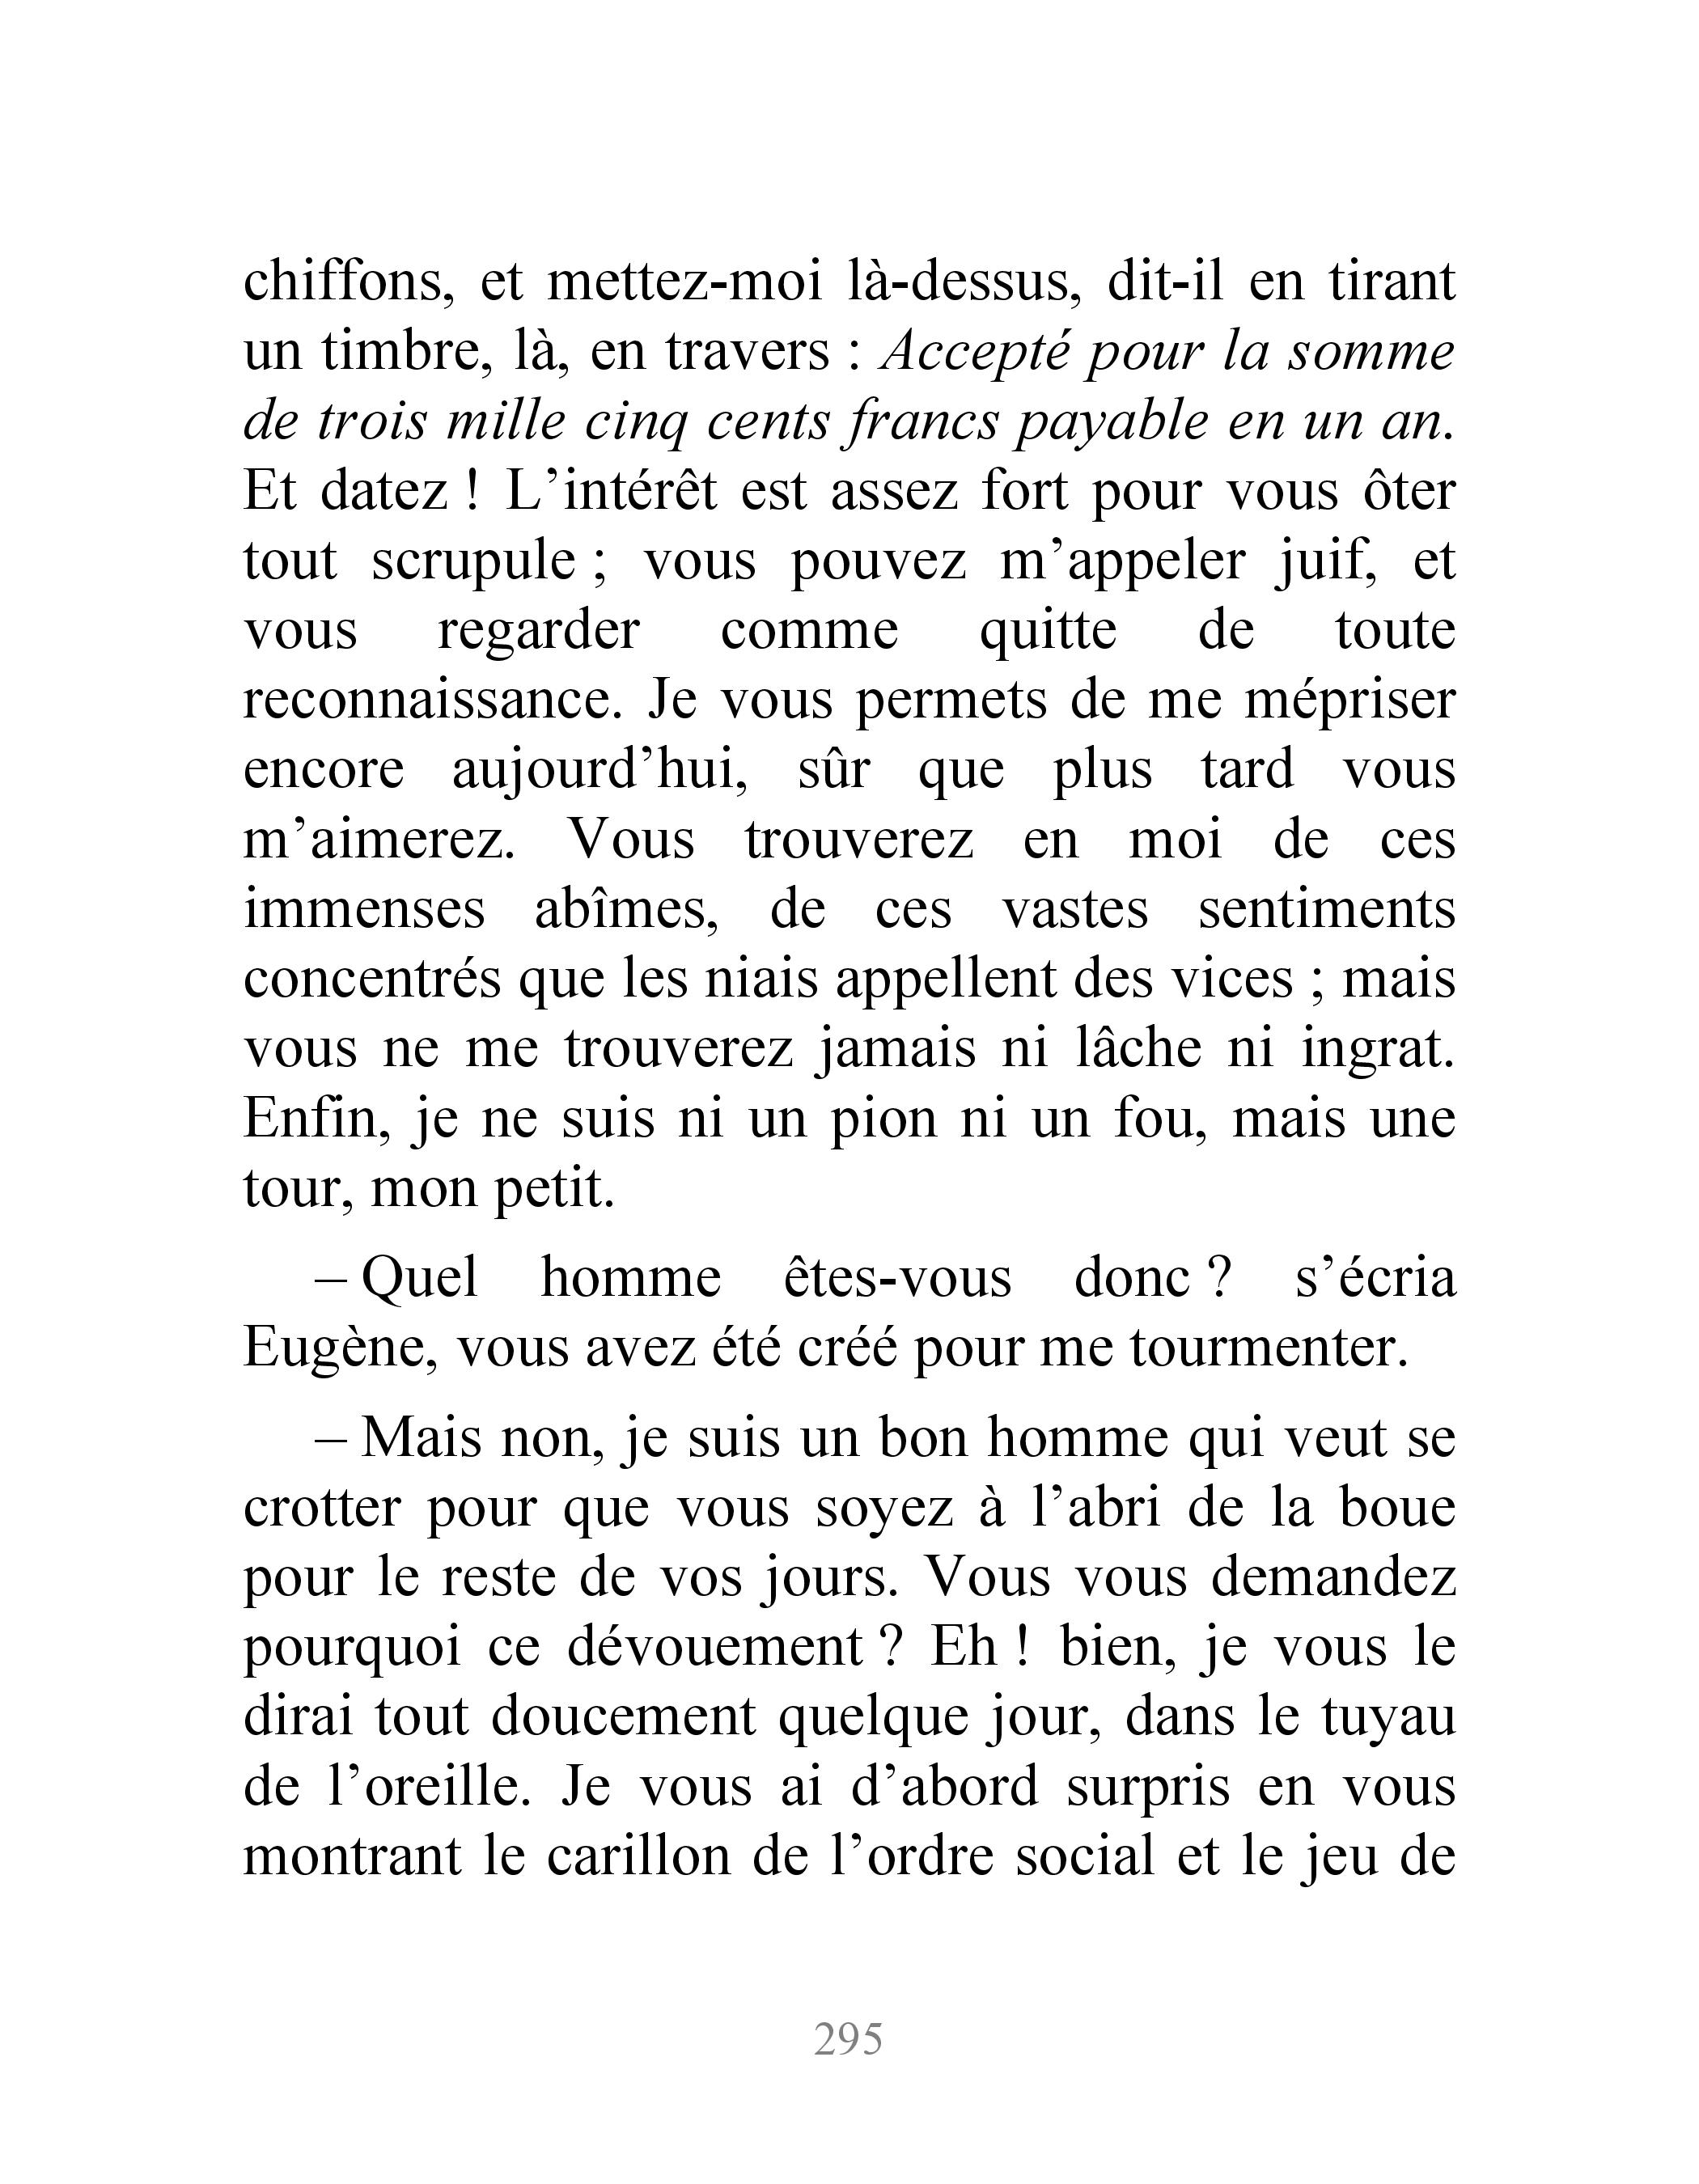 chiffons, et mettez-moi là-dessus, dit-il en tirant
un timbre, là, en travers : Accepté pour la somme
de trois mille cinq cents francs payable en un an.
Et datez ! L’intérêt est assez fort pour vous ôter
tout scrupule ; vous pouvez m’appeler juif, et
vous regarder comme quitte de toute
reconnaissance. Je vous permets de me mépriser
encore aujourd’hui, sûr que plus tard vous
m’aimerez. Vous trouverez en moi de ces
immenses abîmes, de ces vastes sentiments
concentrés que les niais appellent des vices ; mais
vous ne me trouverez jamais ni lâche ni ingrat.
Enfin, je ne suis ni un pion ni un fou, mais une
tour, mon petit.
– Quel homme êtes-vous donc ? s’écria
Eugène, vous avez été créé pour me tourmenter.
– Mais non, je suis un bon homme qui veut se
crotter pour que vous soyez à l’abri de la boue
pour le reste de vos jours. Vous vous demandez
pourquoi ce dévouement ? Eh ! bien, je vous le
dirai tout doucement quelque jour, dans le tuyau
de l’oreille. Je vous ai d’abord surpris en vous
montrant le carillon de l’ordre social et le jeu de
295